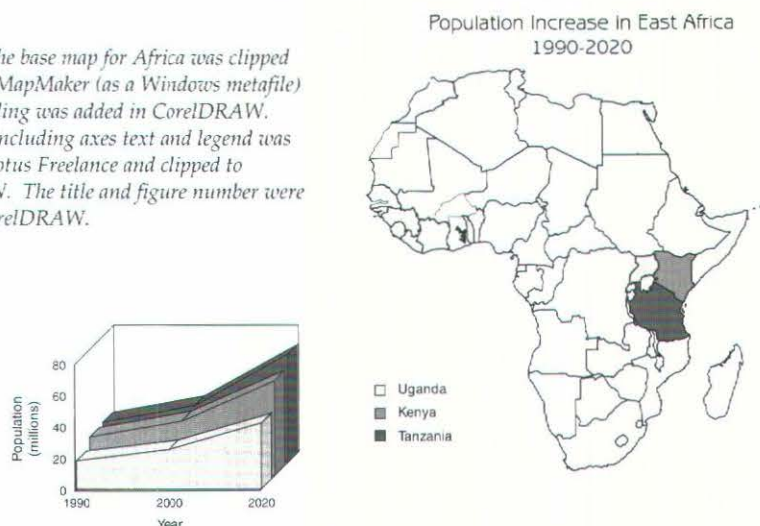 he base map for Africa was clipped
MapMaker (as a Windows metafile)
ling was added in CorelDRAW.
ncluding axes text and legend was
otus Freelance and clipped to
The title and figure number were
relDRAW.
Population Increase in East Africa
1990-2020
Uganda
Kenya
Tanzania
Population
(millions)
80
60
40
20
0
1990 2000 2020
Year